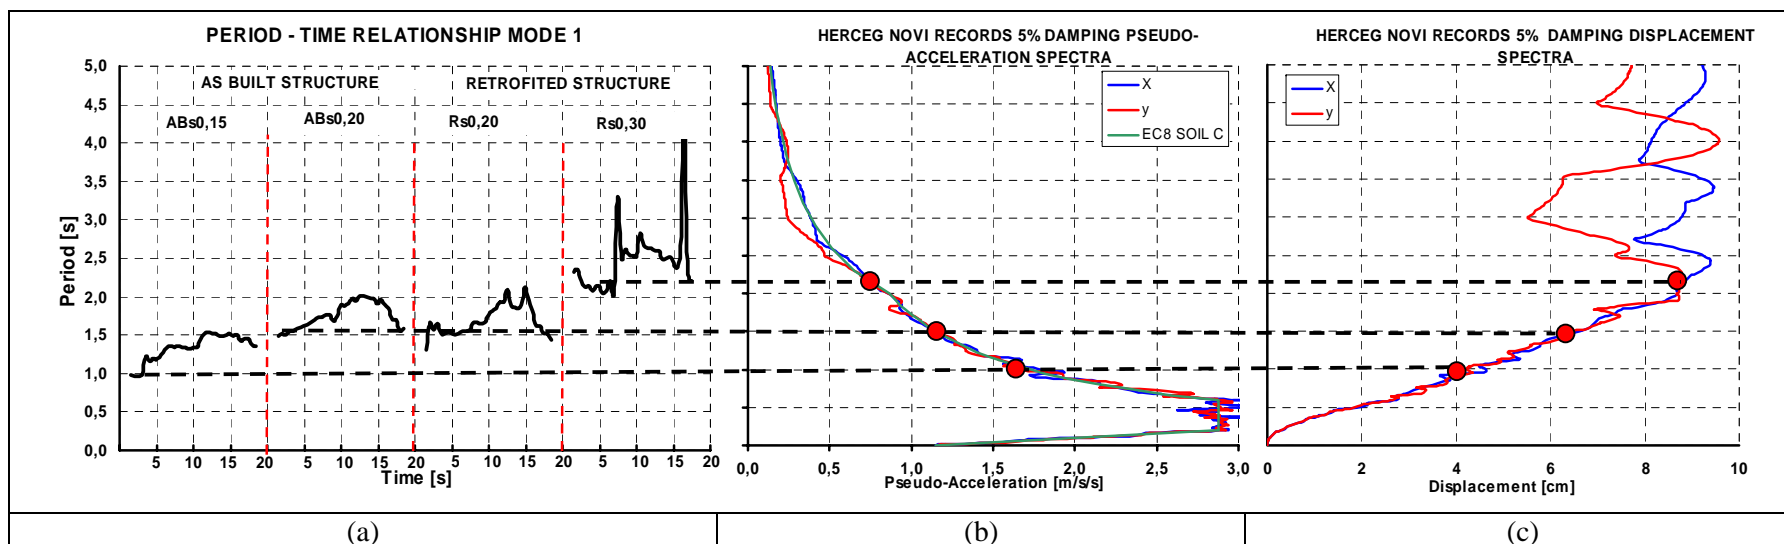 PERIOD - TIME RELATIONSHIP MODE 1
AS BUILT STRUCTURE
RETROFITED STRUCTURE
ABs0,15
ABs0,20
Rs0,20
Rs0,30
Period [s]
5,0
4,5
4,0
3,5
3,0
2,5
2,0
1,5
1,0
0,5
0,0
5 10 15 20 5 10 15 20 5 10 15 20 5 10 15 20
Time [s]
(a)
HERCEG NOVI RECORDS 5% DAMPING PSEUDO-
ACCELERATION SPECTRA
X
y
EC8 SOIL C
0,0 0,5 1,0 1,5 2,0 2,5 3,0
Pseudo-Acceleration [m/s/s]
(b)
HERCEG NOVI RECORDS 5% DAMPING DISPLACEMENT
SPECTRA
X
y
0 2 4 6 8 10
Displacement [cm]
(c)